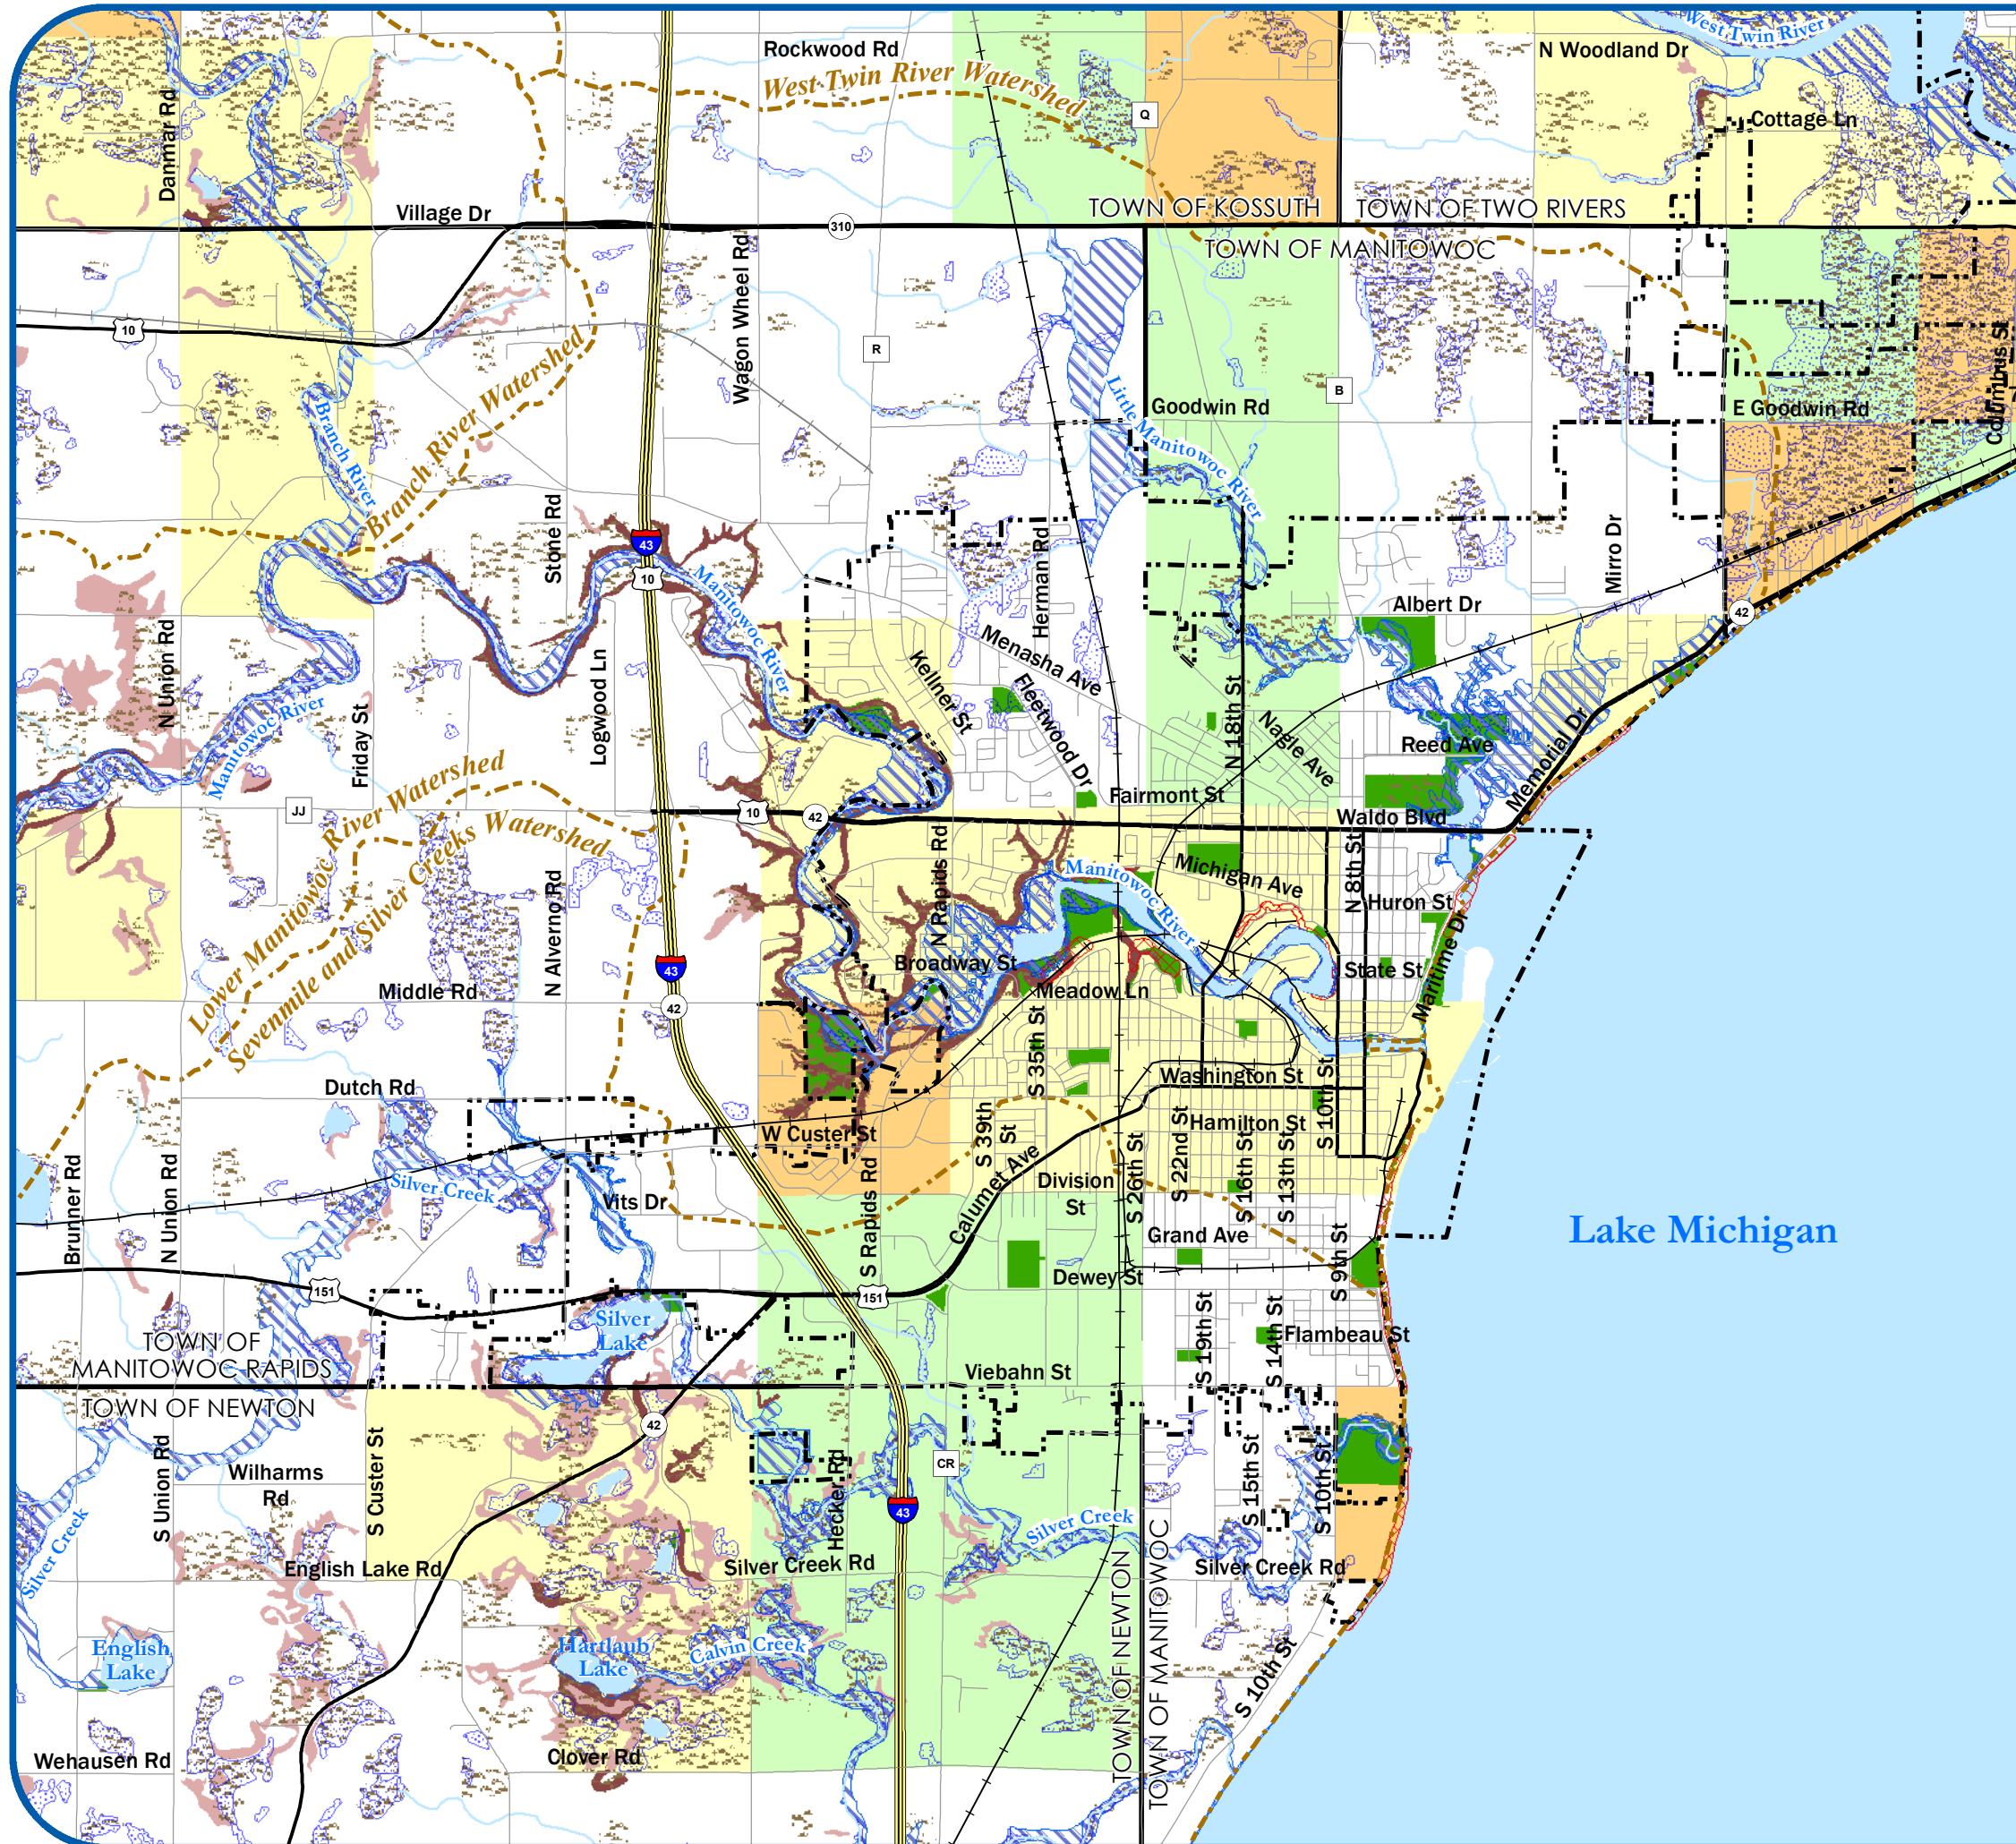 West Twin River
Rockwood Rd
N Woodland Dr
West Twin River Watershed
Danmar Rd
Q
Cottage Ln
Village Dr
TOWN OF KOSSUTH
TOWN OF TWO RIVERS
310
TOWN OF MANITOWOC
Wagon Wheel Rd
10
R
Columbus St
B
Little Manitowoc River
Goodwin Rd
E Goodwin Rd
Branch River
Branch River Watershed
Stone Rd
43
10
Herman Rd
Mirro Dr
Manitowoc River
Albert Dr
42
N Union Rd
Menasha Ave
Logwood Ln
Kellner St
Fleetwood Dr
N 18th St
Nagle Ave
Manitowoc River
Friday St
Reed Ave
Memorial Dr
Lower Manitowoc River Watershed
Sevenmile and Silver Creeks Watershed
JJ
10
42
Fairmont St
Waldo Blvd
N Rapids Rd
Manitowoc River
Michigan Ave
N 8th St
Huron St
N Alverno Rd
Broadway St
State St
Maritime Dr
43
Middle Rd
Meadow Ln
42
S 35th St
Dutch Rd
Washington St
S 10th St
W Custer St
S 39th
St
Hamilton St
Brunner Rd
N Union Rd
Silver Creek
Vits Dr
S Rapids Rd
Calumet Ave
Division
St
S 26th St
S 22nd St
S 16th St
S 13th St
Lake Michigan
Grand Ave
S 9th St
Dewey St
151
151
Silver
Lake
S 19th St
S 14th St
Flambeau St
TOWN OF
MANITOWOC RAPIDS
Viebahn St
TOWN OF NEWTON
42
S Union Rd
S Custer St
Wilharms
Rd
Hecker Rd
CR
S 15th St
S 10th St
43
Silver Creek
Silver Creek
English Lake Rd
Silver Creek Rd
Silver Creek Rd
TOWN OF NEWTON
TOWN OF MANITOWOC
English
Lake
Hartlaub
Lake
Calvin Creek
S 10th St
Wehausen Rd
Clover Rd